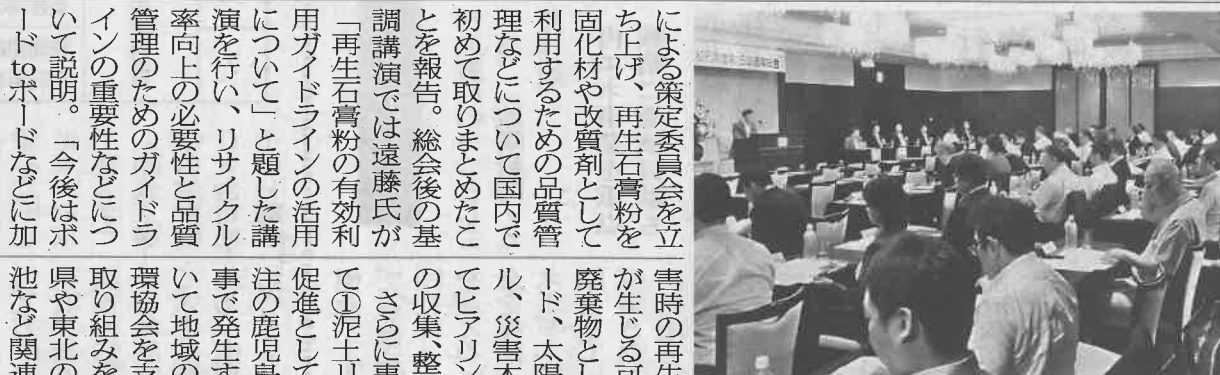 による策定委員会を立
ち上げ、再生石膏粉を
固化材や改質剤として
利用するための品質管
理などについて国内で
初めて取りまとめたこ
とを報告。総会後の基
調講演では遠藤氏が
「再生石膏粉の有効利
用ガイドラインの活用
について」と題した講
演を行い、リサイクル
率向上の必要性と品質
管理のためのガイドラ
インの重要性などにつ
いて説明。「今後はボ
ードtoボードなどに加
害時の再生
が生じる可
廃棄物とし
ード、太陽
ル、災害木
てヒアリン
の収集、整
さらに事
て①泥土リ
促進として
注の鹿児島
事で発生す
いて地域の
環協会を支
取り組みを
県や東北の
池など関連